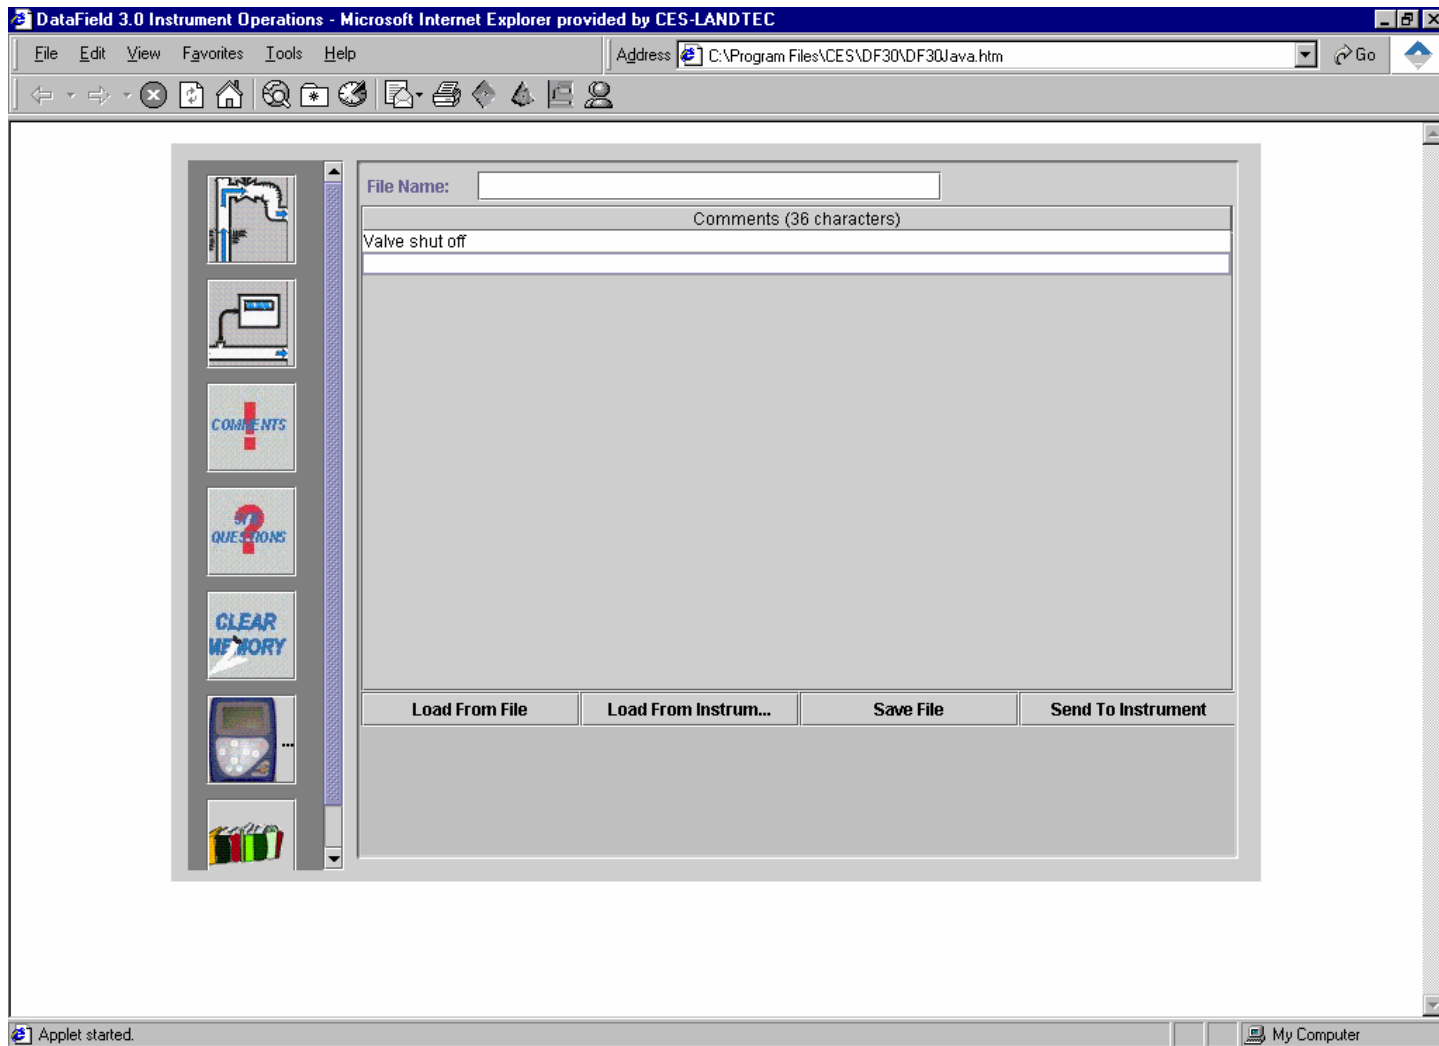 DataField 3.0 Instrument Operations - Microsoft Internet Explorer provided by CES-LANDTEC
File Edit View Favorites Tools Help
Address C:\Program Files\CES\DF30\DF30Java.htm
Go
File Name:
Comments (36 characters)
Valve shut off
COMMENTS
QUESTIONS
CLEAR
MEMORY
...
Load From File Load From Instrum... Save File Send To Instrument
Applet started.
My Computer